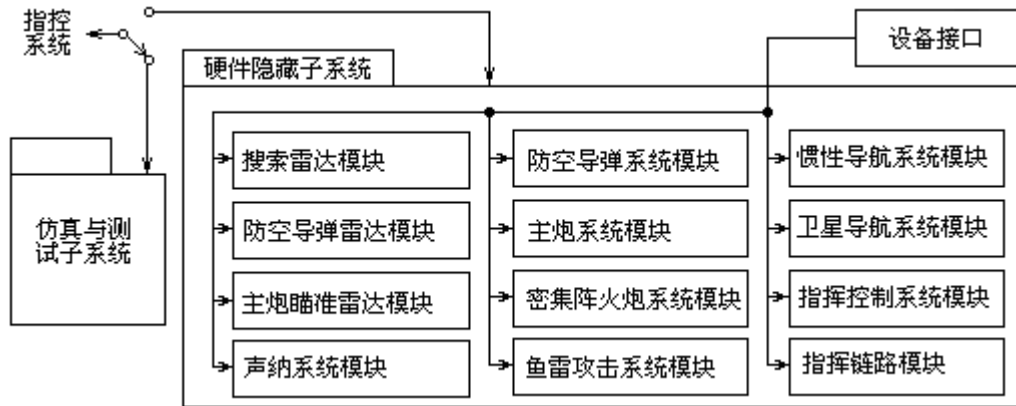 指控
系统
设备接口
硬件隐藏子系统
搜索雷达模块
防空导弹系统模块
惯性导航系统模块
仿真与测
试子系统
防空导弹雷达模块
主炮系统模块
卫星导航系统模块
主炮瞄准雷达模块
密集阵火炮系统模块
指挥控制系统模块
声纳系统模块
鱼雷攻击系统模块
指挥链路模块